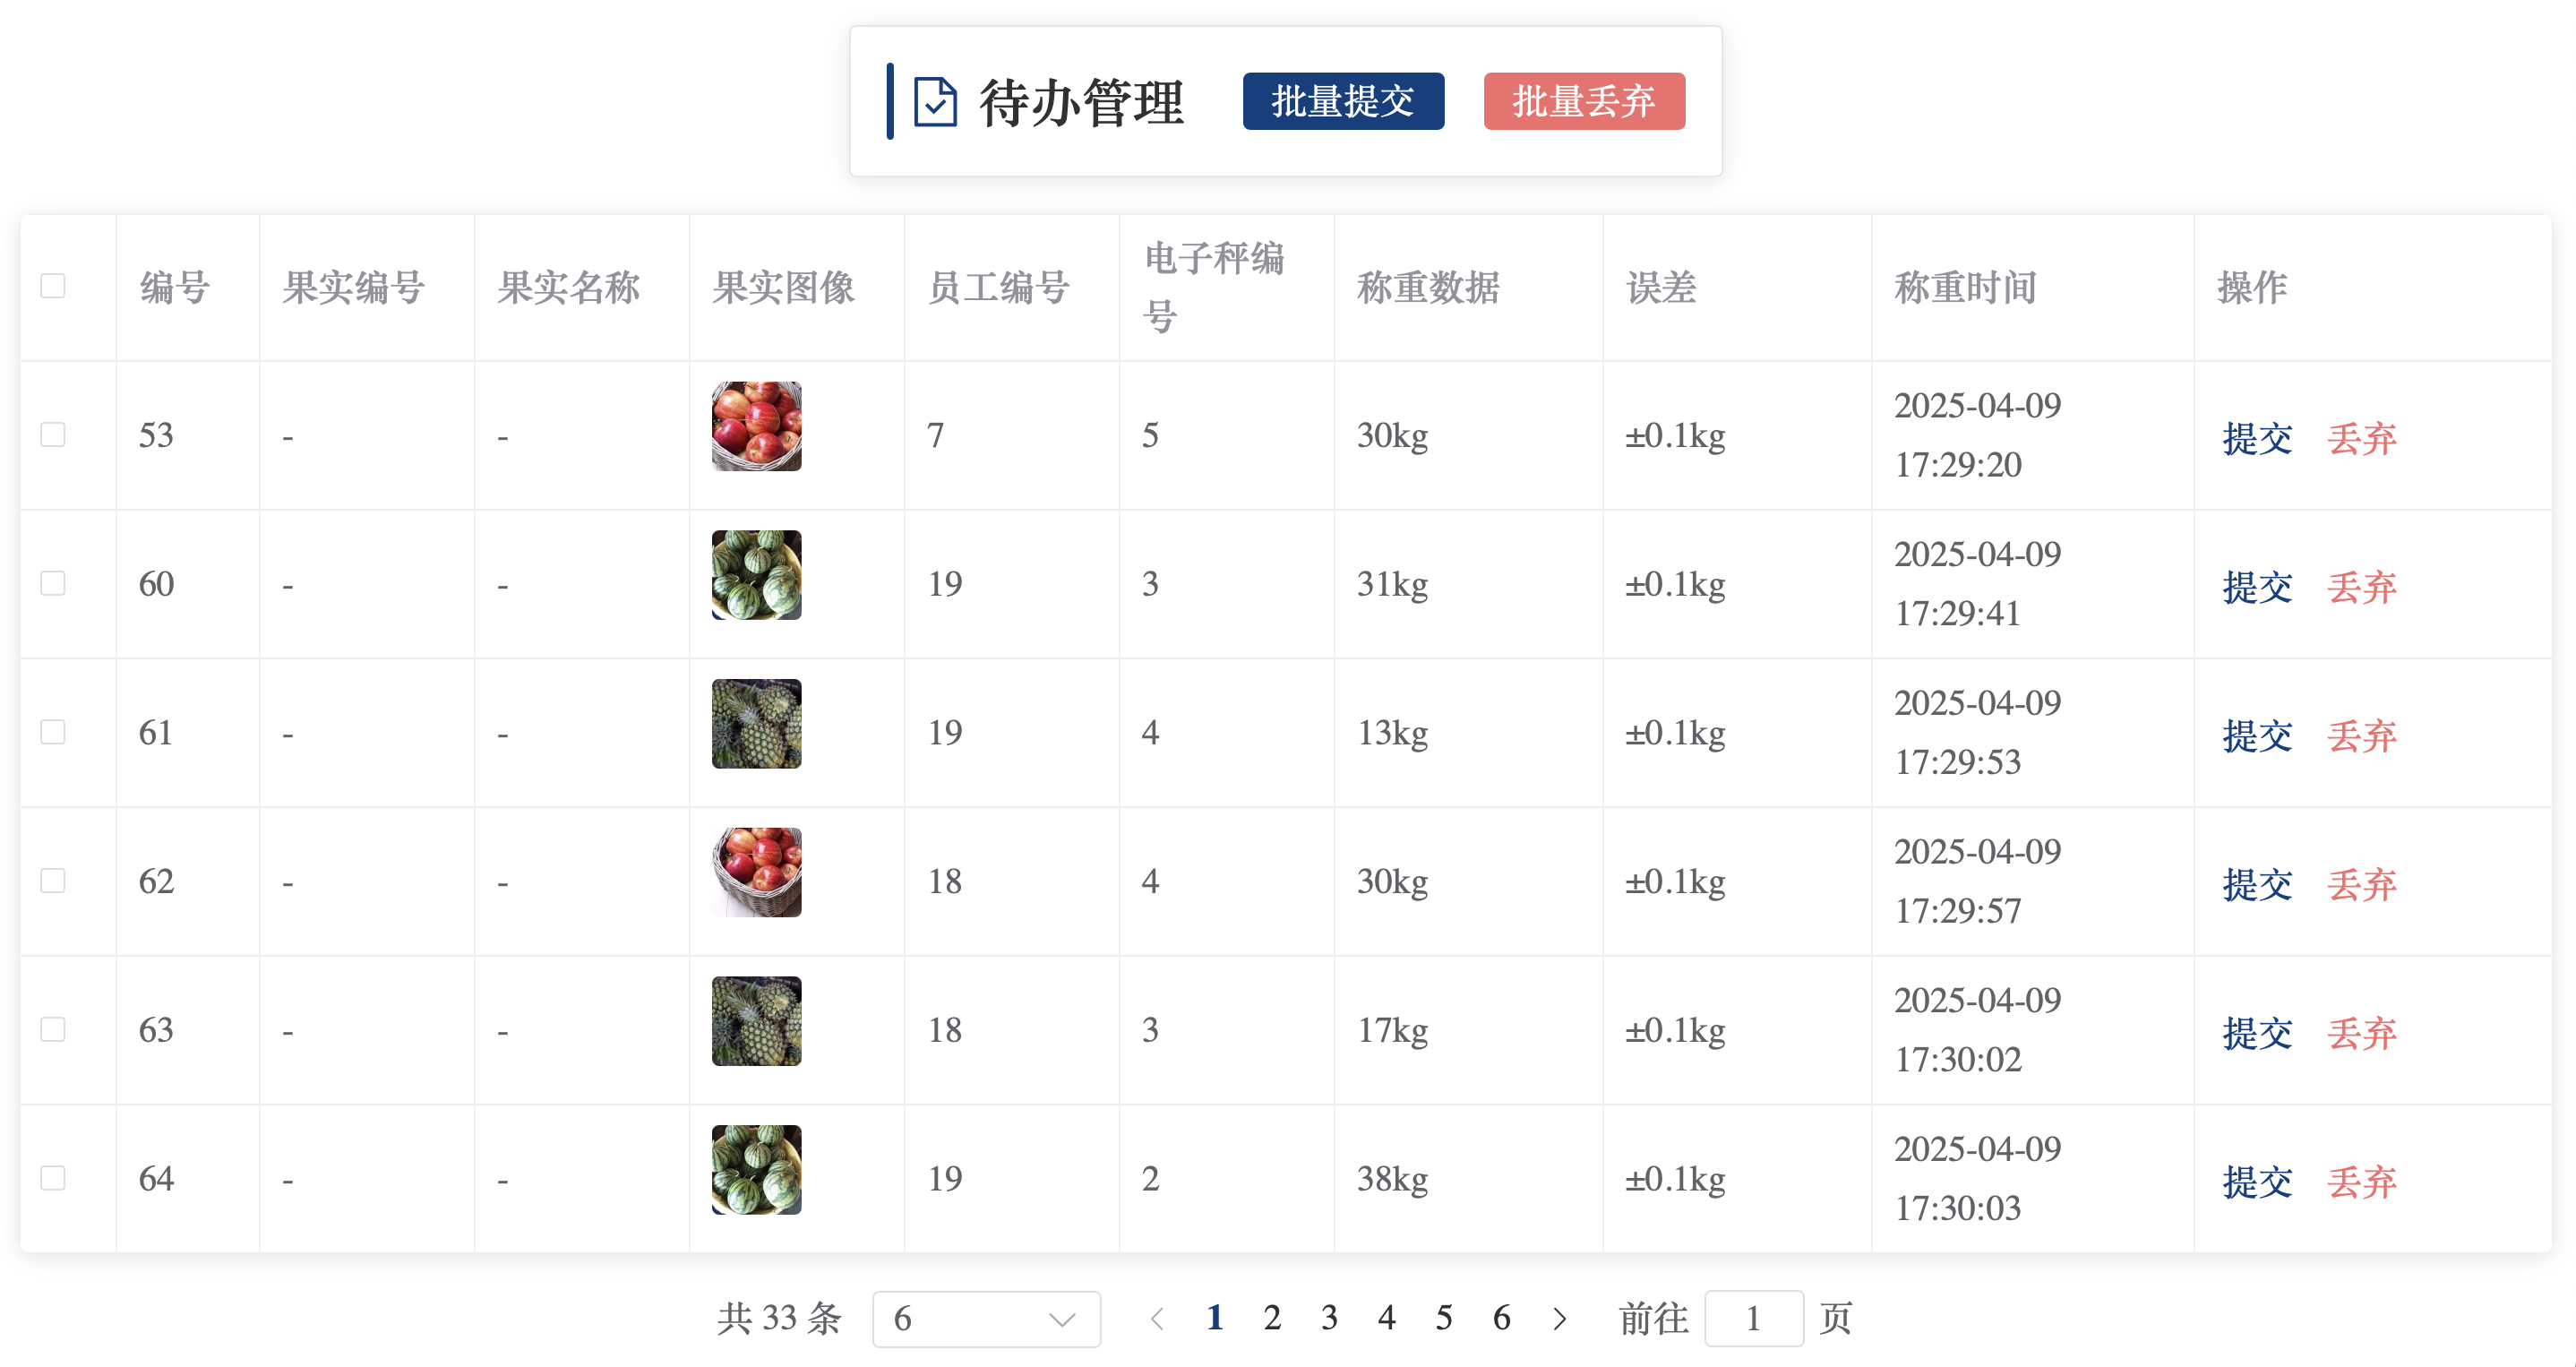 待办管理 批量提交 批量丢弃
编号 果实编号 果实名称 果实图像 员工编号 电子秤编号 称重数据 误差 称重时间 操作
53 - - 7 5 30kg ±0.1kg 2025-04-09 17:29:20 提交 丢弃
60 - - 19 3 31kg ±0.1kg 2025-04-09 17:29:41 提交 丢弃
61 - - 19 4 13kg ±0.1kg 2025-04-09 17:29:53 提交 丢弃
62 - - 18 4 30kg ±0.1kg 2025-04-09 17:29:57 提交 丢弃
63 - - 18 3 17kg ±0.1kg 2025-04-09 17:30:02 提交 丢弃
64 - - 19 2 38kg ±0.1kg 2025-04-09 17:30:03 提交 丢弃
共 33 条 6 1 2 3 4 5 6 前往 1 页